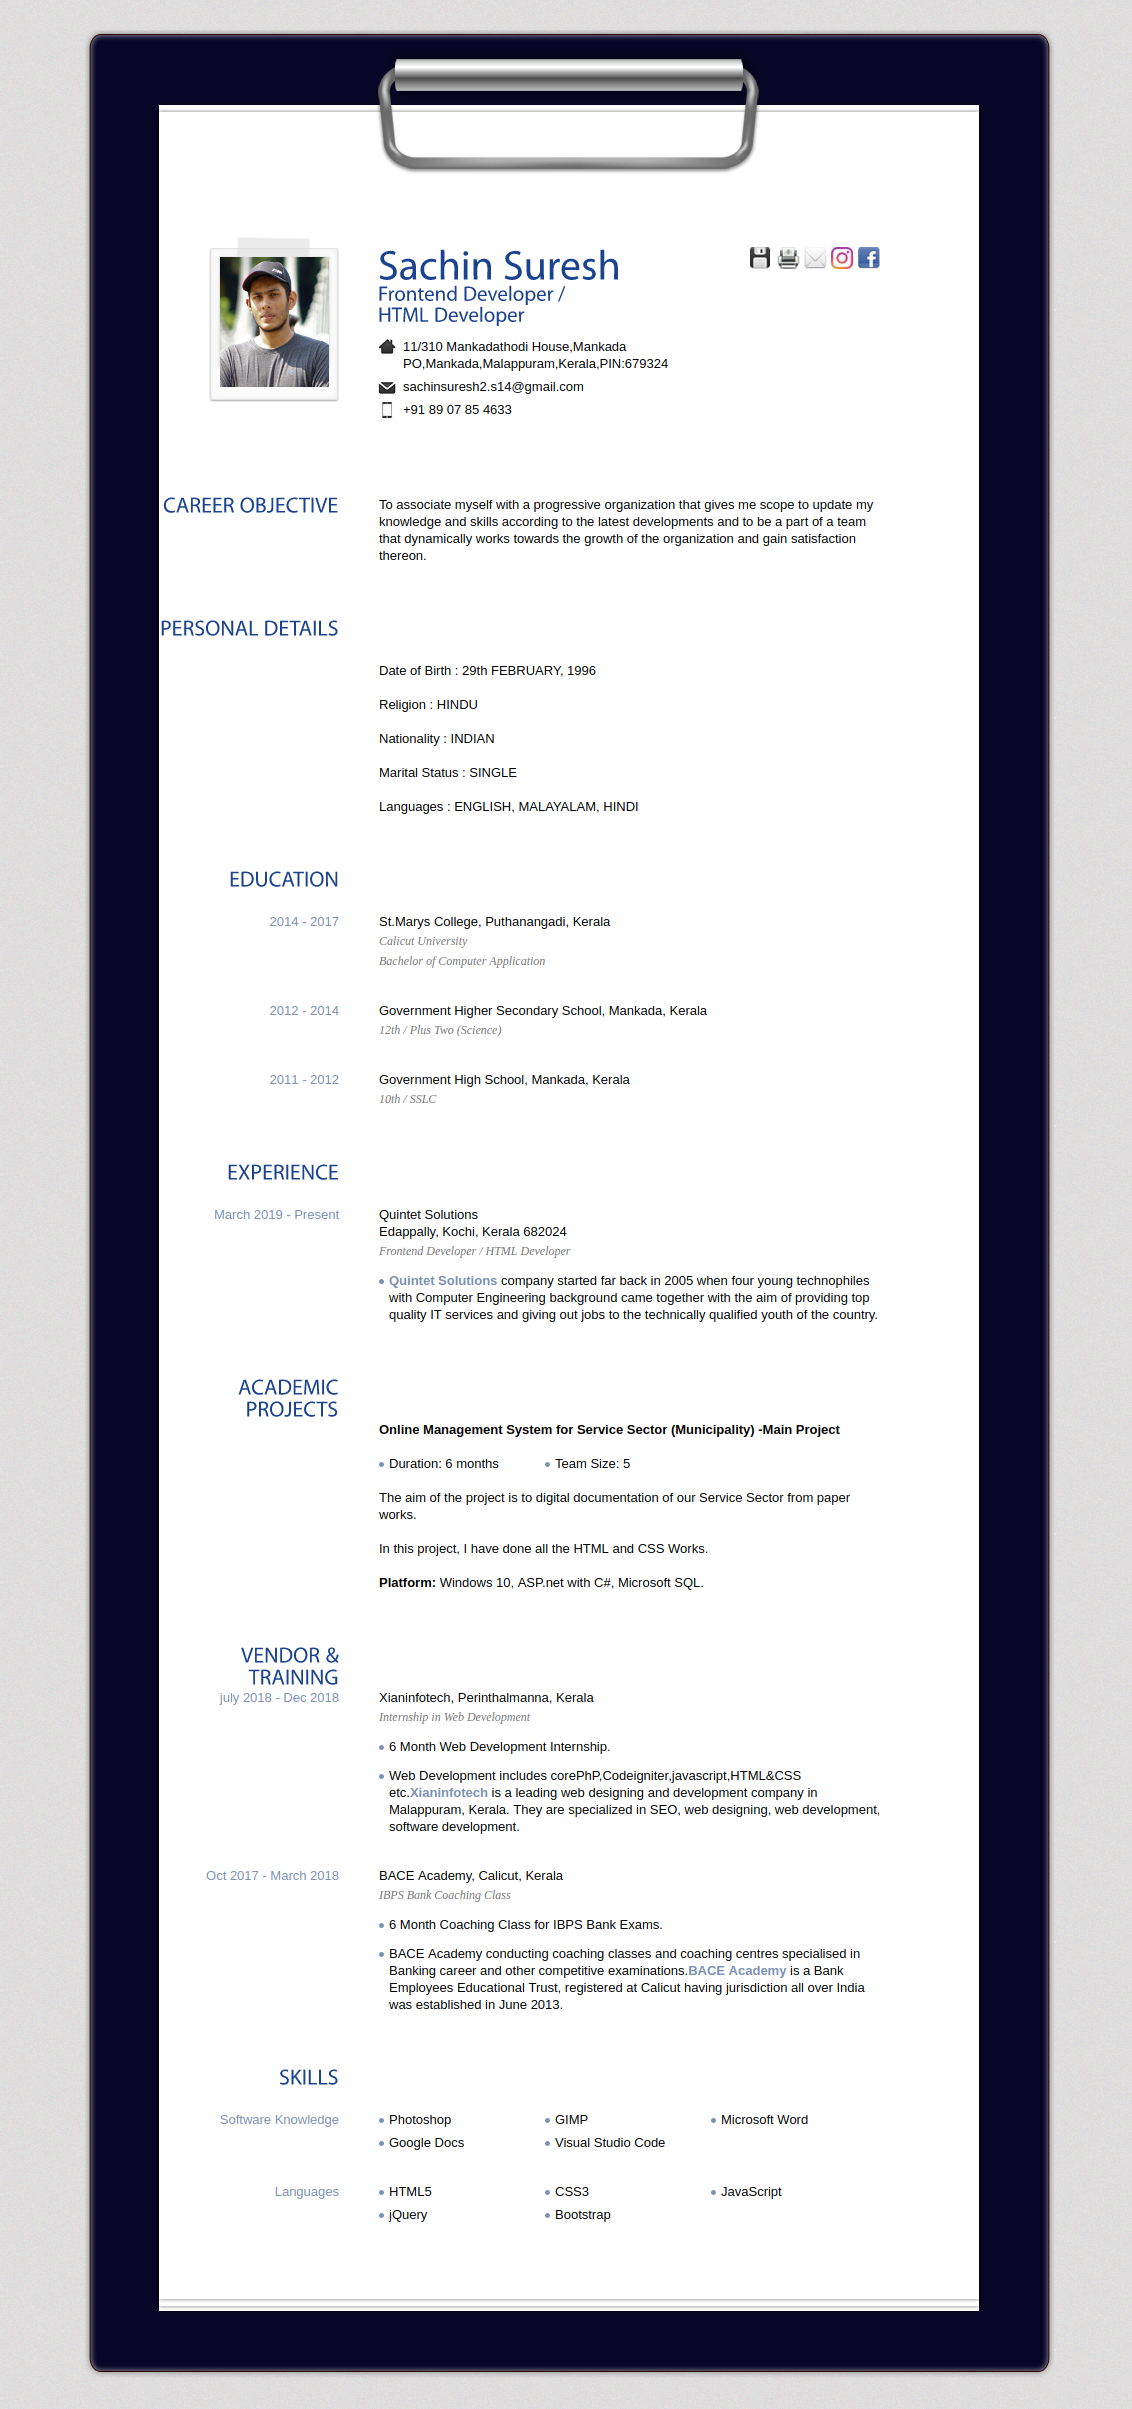 Sachin Suresh
Frontend Developer /
HTML Developer
11/310 Mankadathodi House,Mankada
PO,Mankada,Malappuram,Kerala,PIN:679324
sachinsuresh2.s14@gmail.com
+91 89 07 85 4633
CAREER OBJECTIVE
To associate myself with a progressive organization that gives me scope to update my
knowledge and skills according to the latest developments and to be a part of a team
that dynamically works towards the growth of the organization and gain satisfaction
thereon.
PERSONAL DETAILS
Date of Birth : 29th FEBRUARY, 1996
Religion : HINDU
Nationality : INDIAN
Marital Status : SINGLE
Languages : ENGLISH, MALAYALAM, HINDI
EDUCATION
2014 - 2017
St.Marys College, Puthanangadi, Kerala
Calicut University
Bachelor of Computer Application
2012 - 2014
Government Higher Secondary School, Mankada, Kerala
12th / Plus Two (Science)
2011 - 2012
Government High School, Mankada, Kerala
10th / SSLC
EXPERIENCE
March 2019 - Present
Quintet Solutions
Edappally, Kochi, Kerala 682024
Frontend Developer / HTML Developer
Quintet Solutions company started far back in 2005 when four young technophiles
with Computer Engineering background came together with the aim of providing top
quality IT services and giving out jobs to the technically qualified youth of the country.
ACADEMIC
PROJECTS
Online Management System for Service Sector (Municipality) -Main Project
Duration: 6 months
Team Size: 5
The aim of the project is to digital documentation of our Service Sector from paper
works.
In this project, I have done all the HTML and CSS Works.
Platform: Windows 10, ASP.net with C#, Microsoft SQL.
VENDOR &
TRAINING
july 2018 - Dec 2018
Xianinfotech, Perinthalmanna, Kerala
Internship in Web Development
6 Month Web Development Internship.
Web Development includes corePhP,Codeigniter,javascript,HTML&CSS
etc.Xianinfotech is a leading web designing and development company in
Malappuram, Kerala. They are specialized in SEO, web designing, web development,
software development.
Oct 2017 - March 2018
BACE Academy, Calicut, Kerala
IBPS Bank Coaching Class
6 Month Coaching Class for IBPS Bank Exams.
BACE Academy conducting coaching classes and coaching centres specialised in
Banking career and other competitive examinations.BACE Academy is a Bank
Employees Educational Trust, registered at Calicut having jurisdiction all over India
was established in June 2013.
SKILLS
Software Knowledge
Photoshop
GIMP
Microsoft Word
Google Docs
Visual Studio Code
Languages
HTML5
CSS3
JavaScript
jQuery
Bootstrap